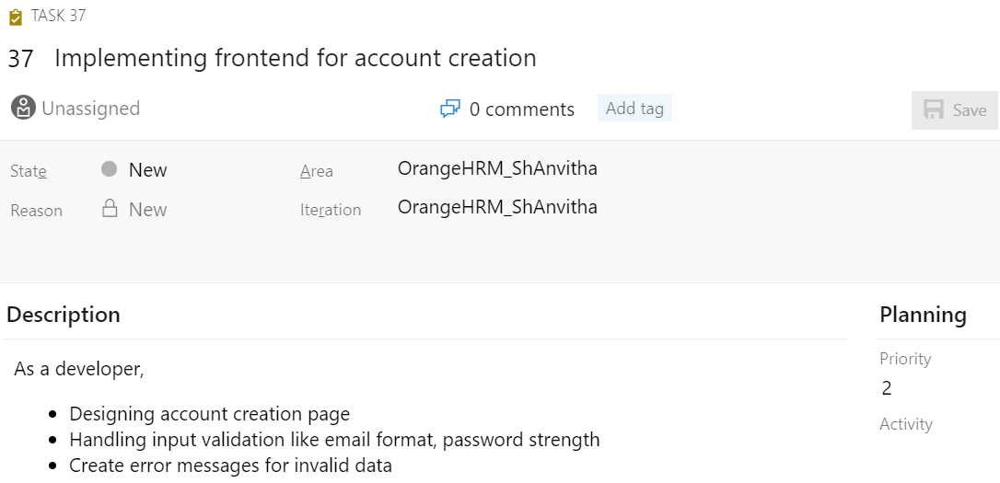 TASK 37
37 Implementing frontend for account creation
Unassigned
0 comments
Add tag
Save
State New
Area OrangeHRM_ShAnvitha
Reason New
Iteration OrangeHRM_ShAnvitha
Description
Planning
As a developer,
Priority
2
Activity
• Designing account creation page
• Handling input validation like email format, password strength
• Create error messages for invalid data